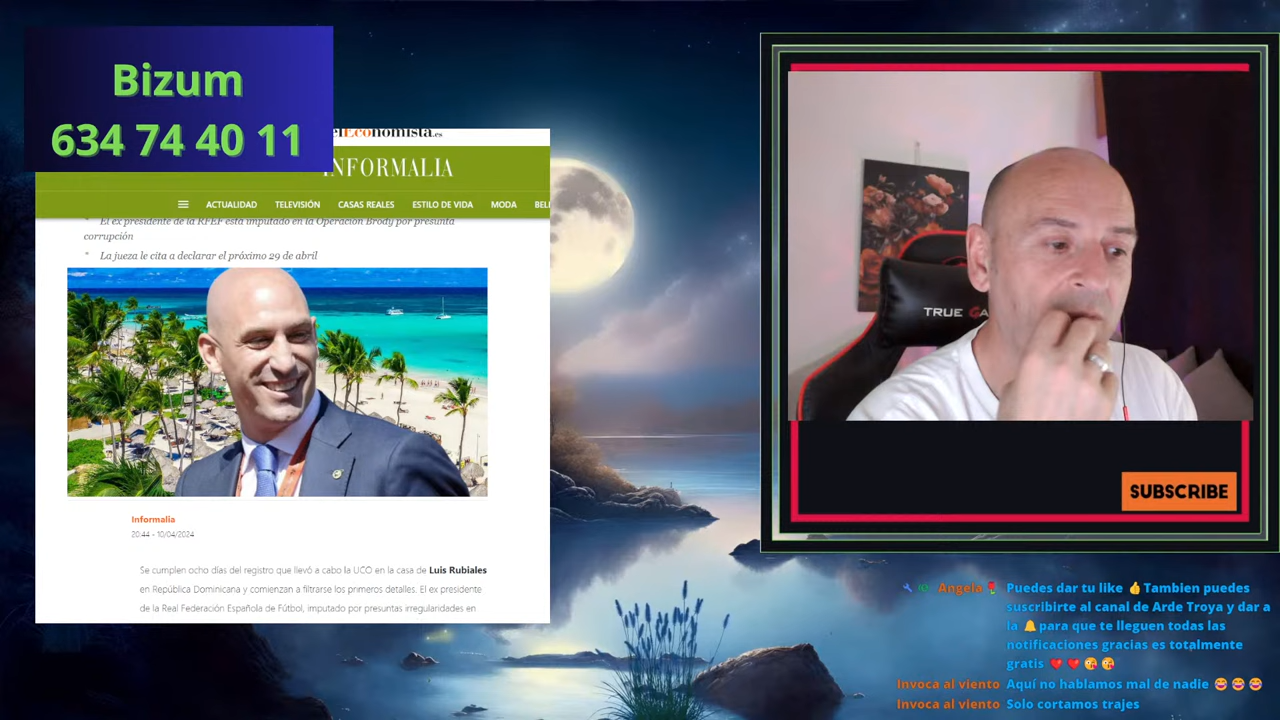 Bizum
634 74 40 11
elEconomista.es
INFORMALIA
ACTUALIDAD TELEVISIÓN CASAS REALES ESTILO DE VIDA MODA
* El ex presidente de la RFEF está imputado en la Operación Brody por presunta
corrupción
* La jueza le cita a declarar el próximo 29 de abril
Informalia
20:44 - 10/04/2024
Se cumplen ocho días del registro que llevó a cabo la UCO en la casa de Luis Rubiales
en República Dominicana y comienzan a filtrarse los primeros detalles. El ex presidente
de la Real Federación Española de Fútbol, imputado por presuntas irregularidades en
TRUE
SUBSCRIBE
Angela🌹 Puedes dar tu like 👍Tambien puedes
suscribirte al canal de Arde Troya y dar a
la 🔔para que te lleguen todas las
notificaciones gracias es totalmente
gratis ❤️ ❤️ 😘 😘
Invoca al viento Aquí no hablamos mal de nadie 😂 😂 😂
Invoca al viento Solo cortamos trajes